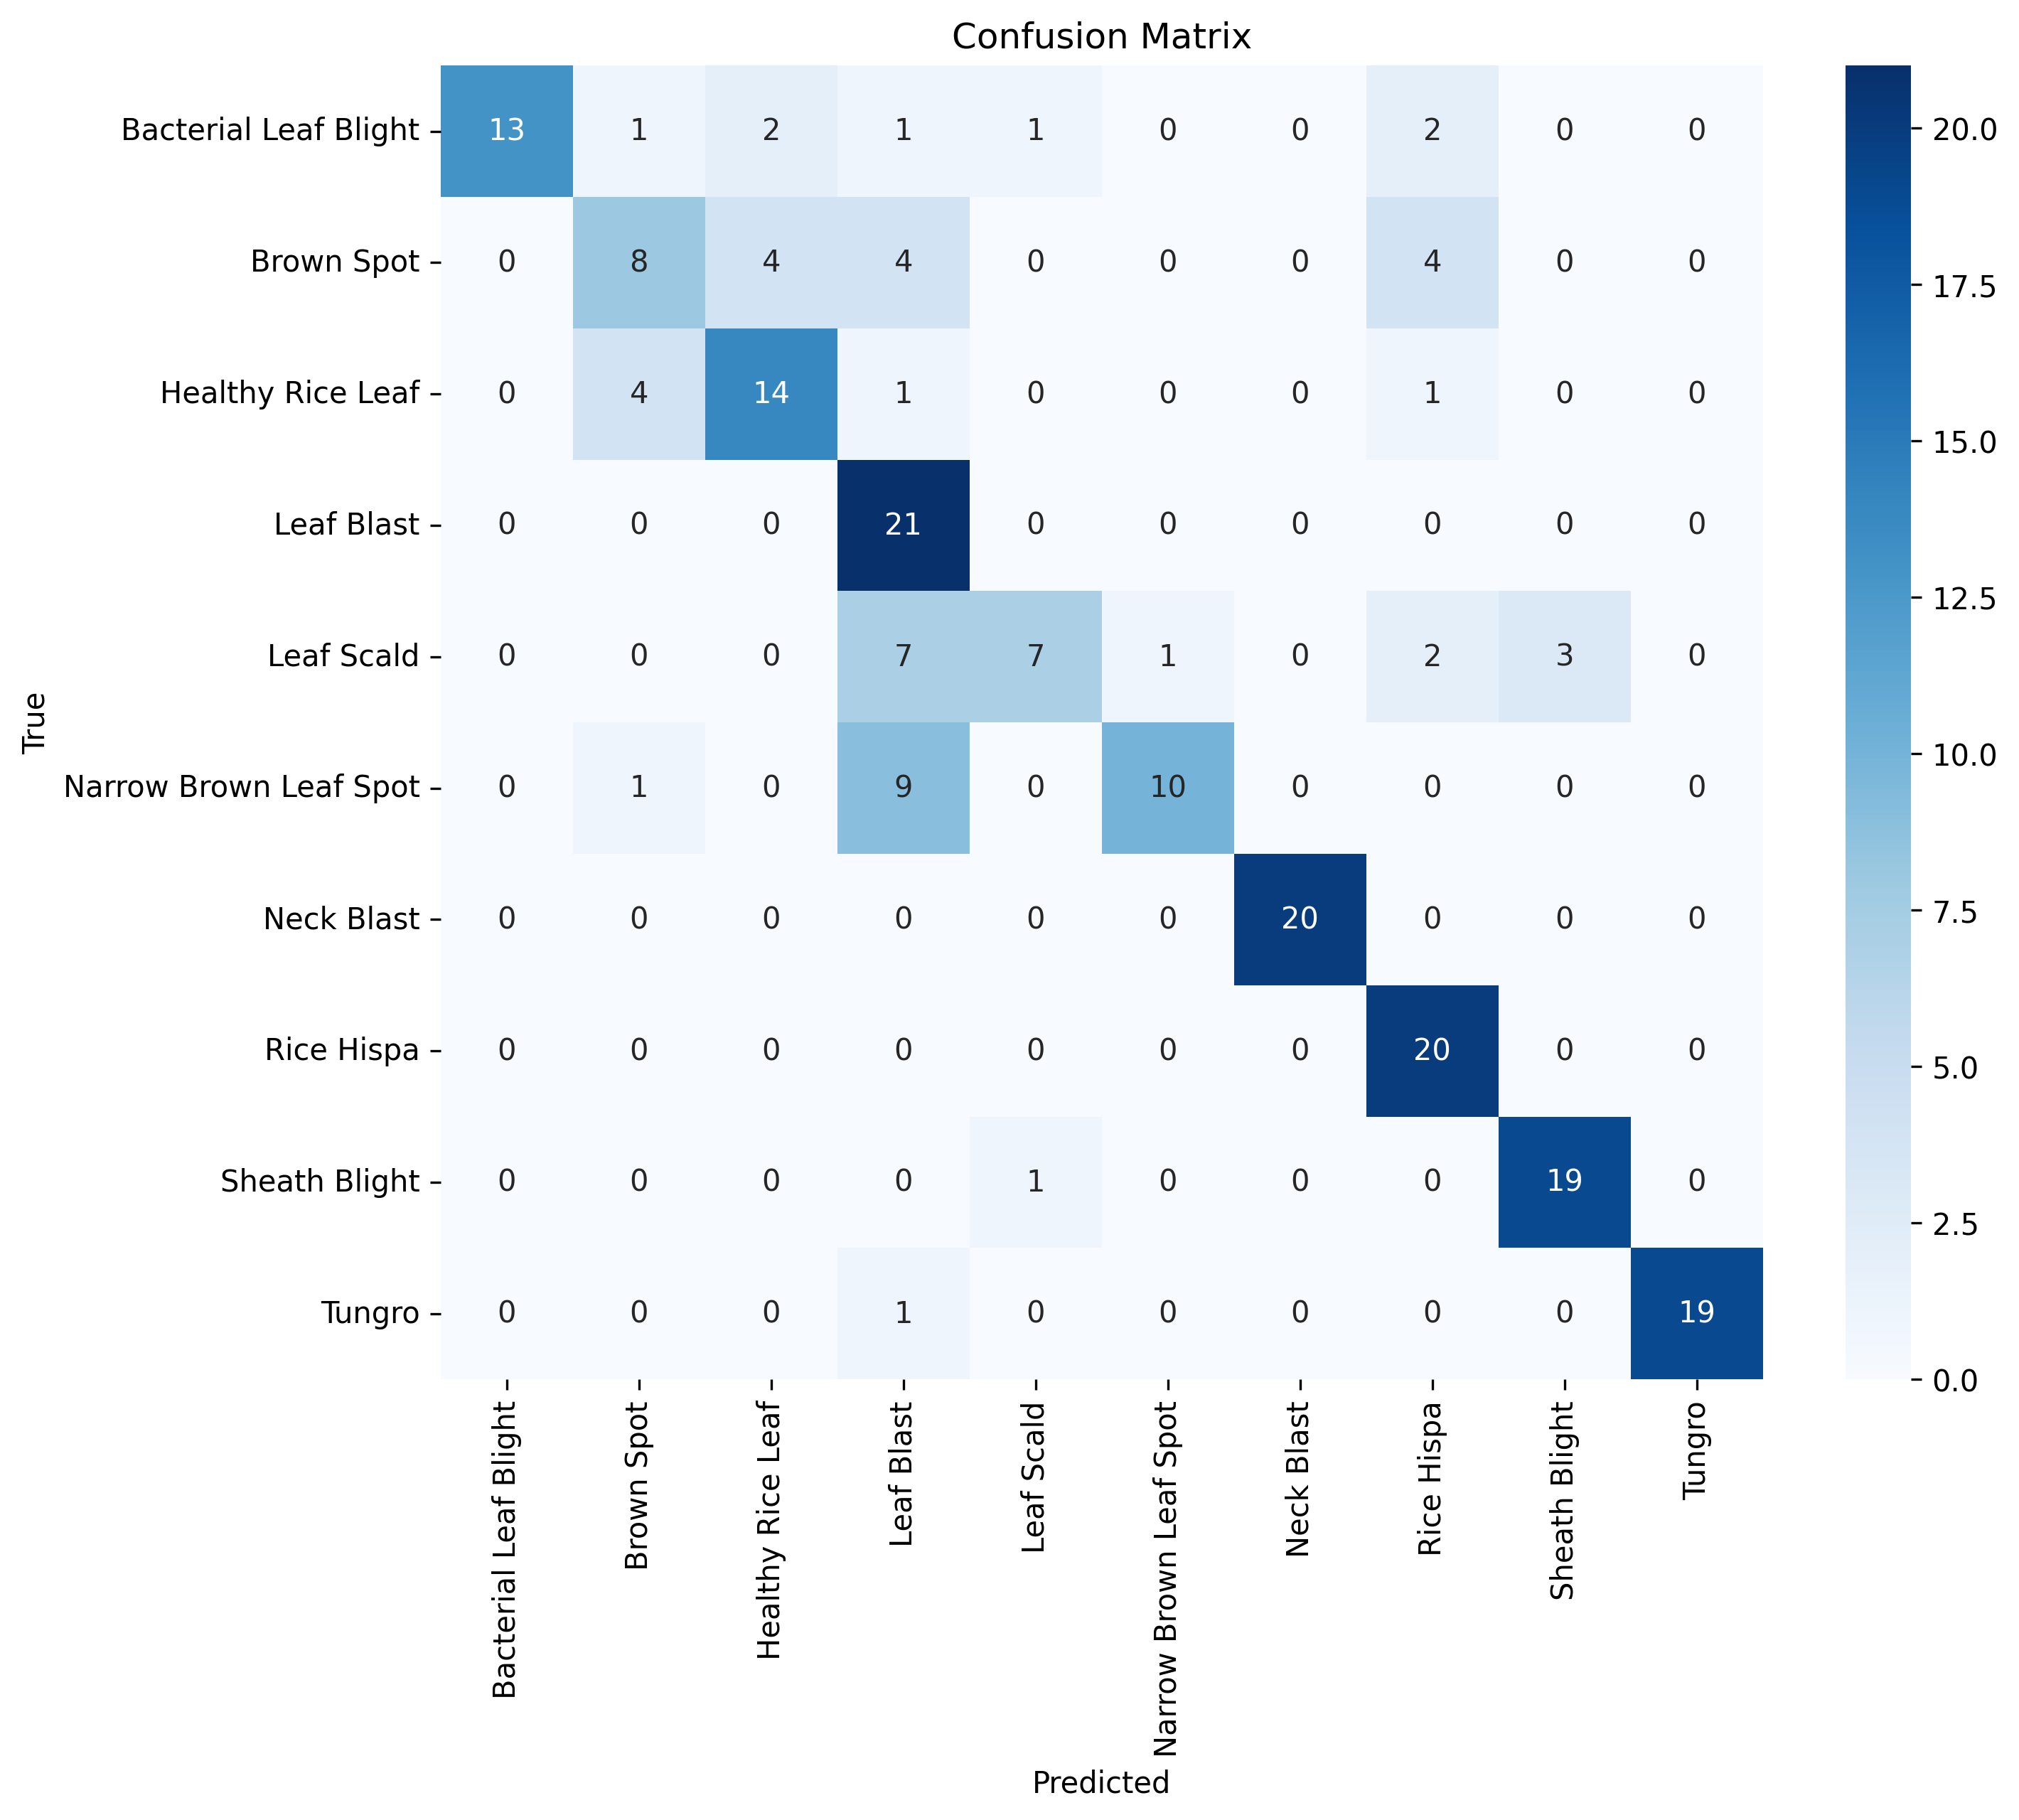 Confusion Matrix
Bacterial Leaf Blight 13 1 2 1 1 0 0 2 0 0
Brown Spot 0 8 4 4 0 0 0 4 0 0
Healthy Rice Leaf 0 4 14 1 0 0 0 1 0 0
Leaf Blast 0 0 0 21 0 0 0 0 0 0
Leaf Scald 0 0 0 7 7 1 0 2 3 0
Narrow Brown Leaf Spot 0 1 0 9 0 10 0 0 0 0
Neck Blast 0 0 0 0 0 0 20 0 0 0
Rice Hispa 0 0 0 0 0 0 0 20 0 0
Sheath Blight 0 0 0 0 1 0 0 0 19 0
Tungro 0 0 0 1 0 0 0 0 0 19
True
Bacterial Leaf Blight
Brown Spot
Healthy Rice Leaf
Leaf Blast
Leaf Scald
Narrow Brown Leaf Spot
Neck Blast
Rice Hispa
Sheath Blight
Tungro
Predicted
20.0
17.5
15.0
12.5
10.0
7.5
5.0
2.5
0.0